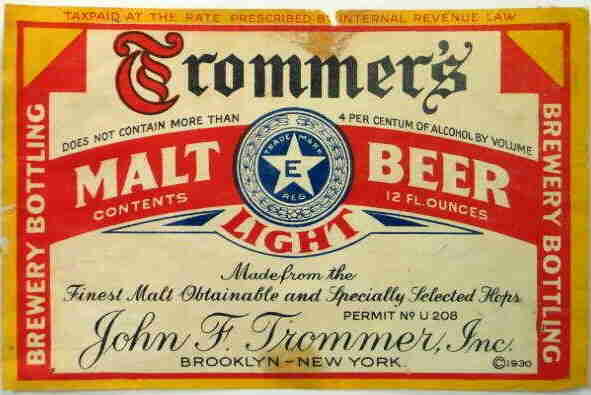 TAXPAID AT THE RATE PRESCRIBED BY INTERNAL REVENUE LAW
Trommer's
DOES NOT CONTAIN MORE THAN 4 PER CENTUM OF ALCOHOL BY VOLUME
TRADE MARK
E
REG
MALT BEER
CONTENTS 12 FL. OUNCES
LIGHT
Made from the
Finest Malt Obtainable and Specially Selected Hops
PERMIT Nº U 208
John F. Trommer, Inc.
BROOKLYN - NEW YORK.
©1930
BREWERY BOTTLING
BREWERY BOTTLING